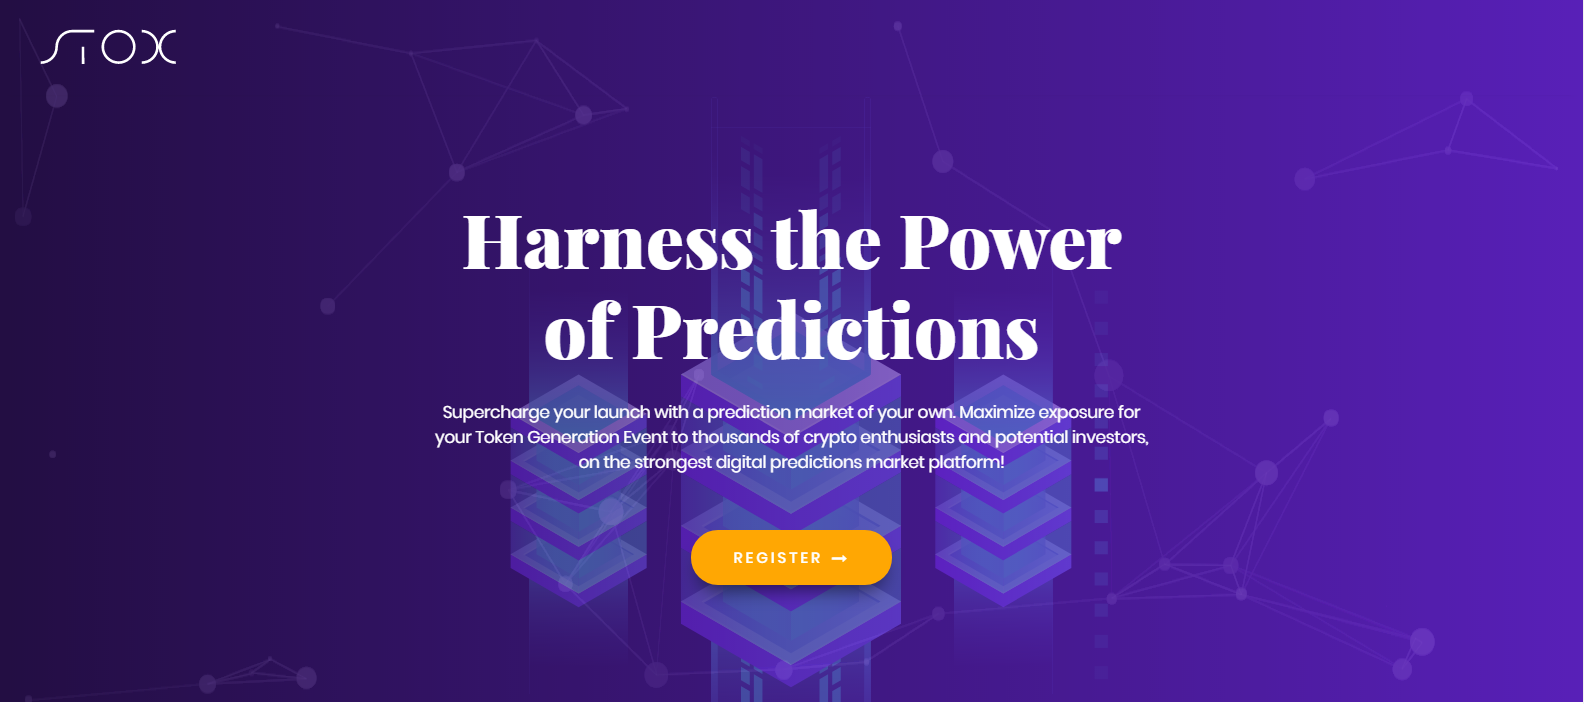 STOX
Harness the Power
of Predictions
Supercharge your launch with a prediction market of your own. Maximize exposure for
your Token Generation Event to thousands of crypto enthusiasts and potential investors,
on the strongest digital predictions market platform!
REGISTER →